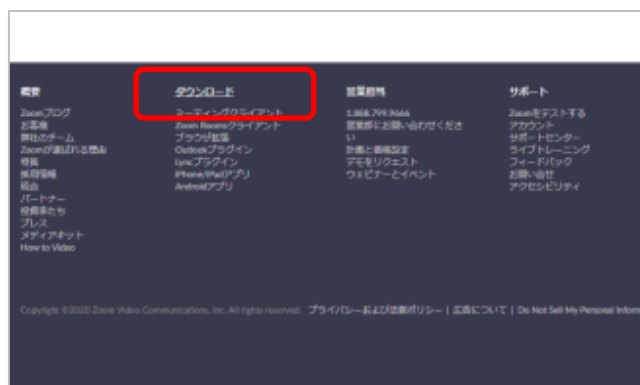 概要
Zoomブログ
お客様
弊社のチーム
Zoomが選ばれる理由
特長
採用情報
統合
パートナー
投資家たち
プレス
メディアキット
How to Video
ダウンロード
ミーティングクライアント
Zoom Roomsクライアント
ブラウザ拡張
Outlookプラグイン
Lyncプラグイン
iPhone/iPadアプリ
Androidアプリ
営業担当
1.888.799.9666
営業部にお問い合わせくださ
い
計画と価格設定
デモをリクエスト
ウェビナーとイベント
サポート
Zoomをテストする
アカウント
サポートセンター
ライブトレーニング
フィードバック
お問い合せ
アクセシビリティ
Copyright ©2020 Zoom Video Communications, Inc. All rights reserved. プライバシーおよび法務ポリシー | 広告について | Do Not Sell My Personal Inform